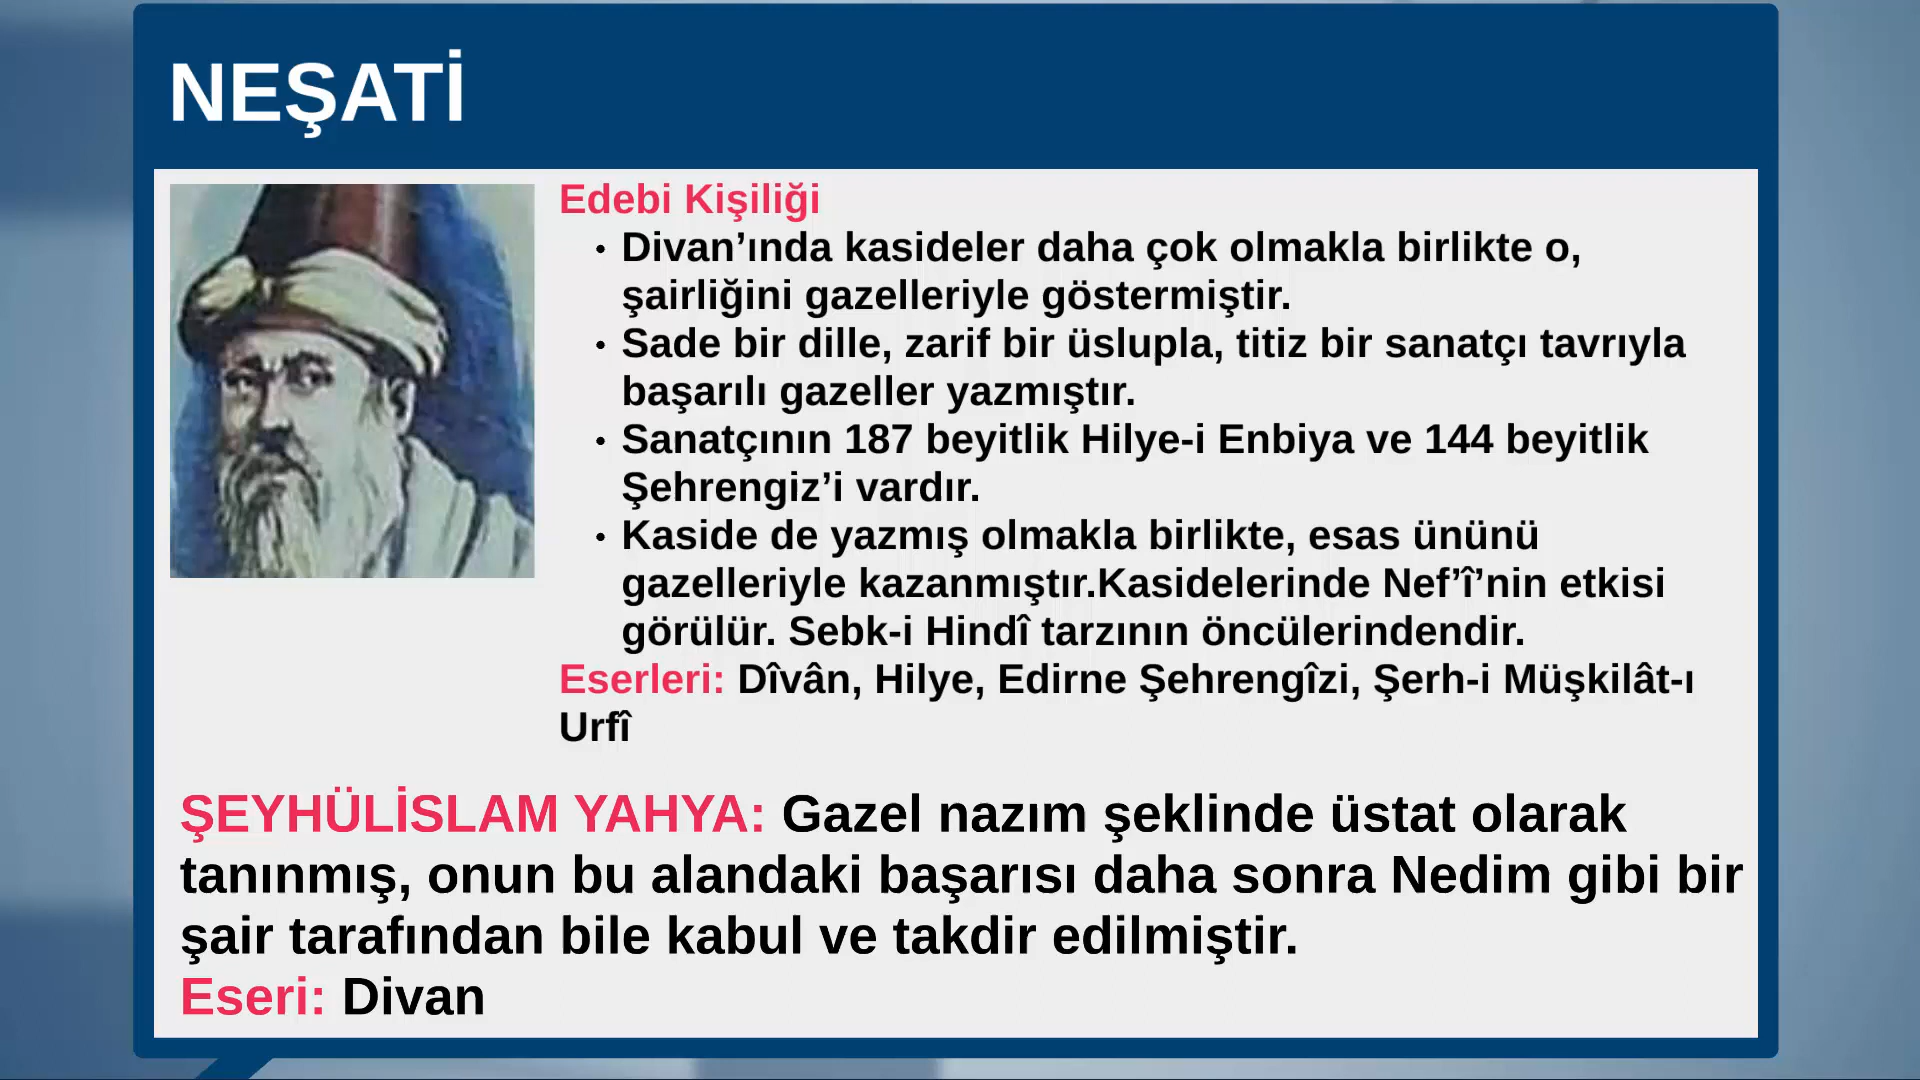 NEŞATİ
Edebi Kişiliği
• Divan’ında kasideler daha çok olmakla birlikte o,
şairliğini gazelleriyle göstermiştir.
• Sade bir dille, zarif bir üslupla, titiz bir sanatçı tavrıyla
başarılı gazeller yazmıştır.
• Sanatçının 187 beyitlik Hilye-i Enbiya ve 144 beyitlik
Şehrengiz’i vardır.
• Kaside de yazmış olmakla birlikte, esas ününü
gazelleriyle kazanmıştır.Kasidelerinde Nef’î’nin etkisi
görülür. Sebk-i Hindî tarzının öncülerindendir.
Eserleri: Dîvân, Hilye, Edirne Şehrengîzi, Şerh-i Müşkilât-ı
Urfî
ŞEYHÜLİSLAM YAHYA: Gazel nazım şeklinde üstat olarak
tanınmış, onun bu alandaki başarısı daha sonra Nedim gibi bir
şair tarafından bile kabul ve takdir edilmiştir.
Eseri: Divan